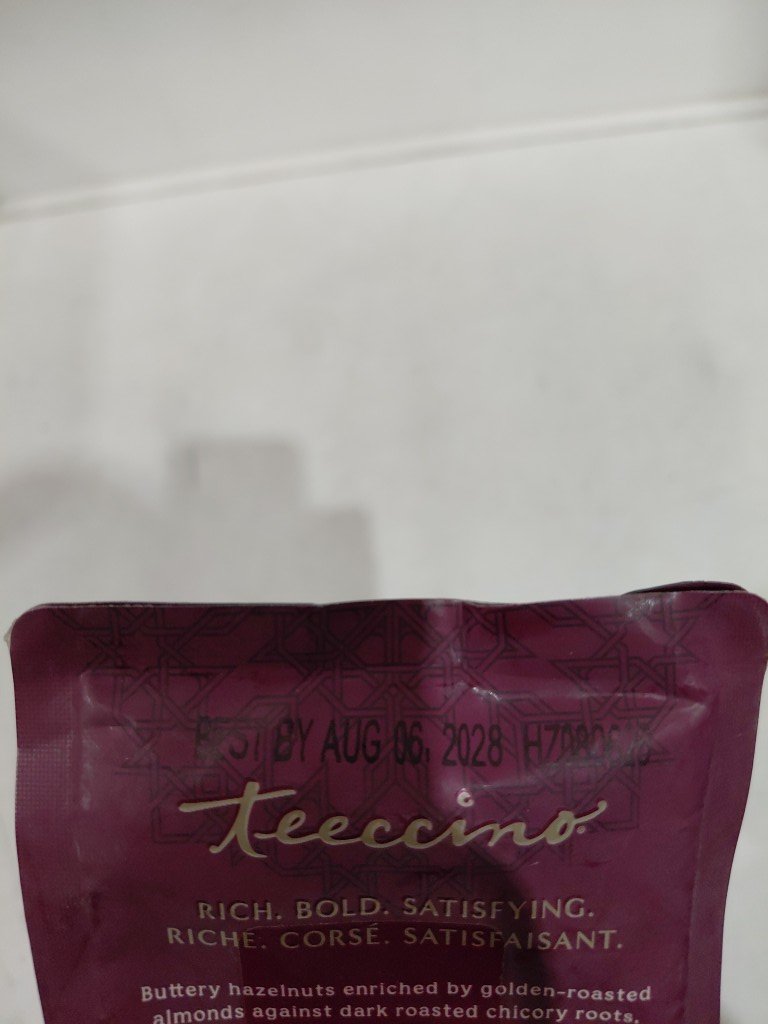 BEST BY AUG 06, 2028
teeccino
RICH. BOLD. SATISFYING.
RICHE. CORSÉ. SATISFAISANT.
Buttery hazelnuts enriched by golden-roasted
almonds against dark roasted chicory roots.